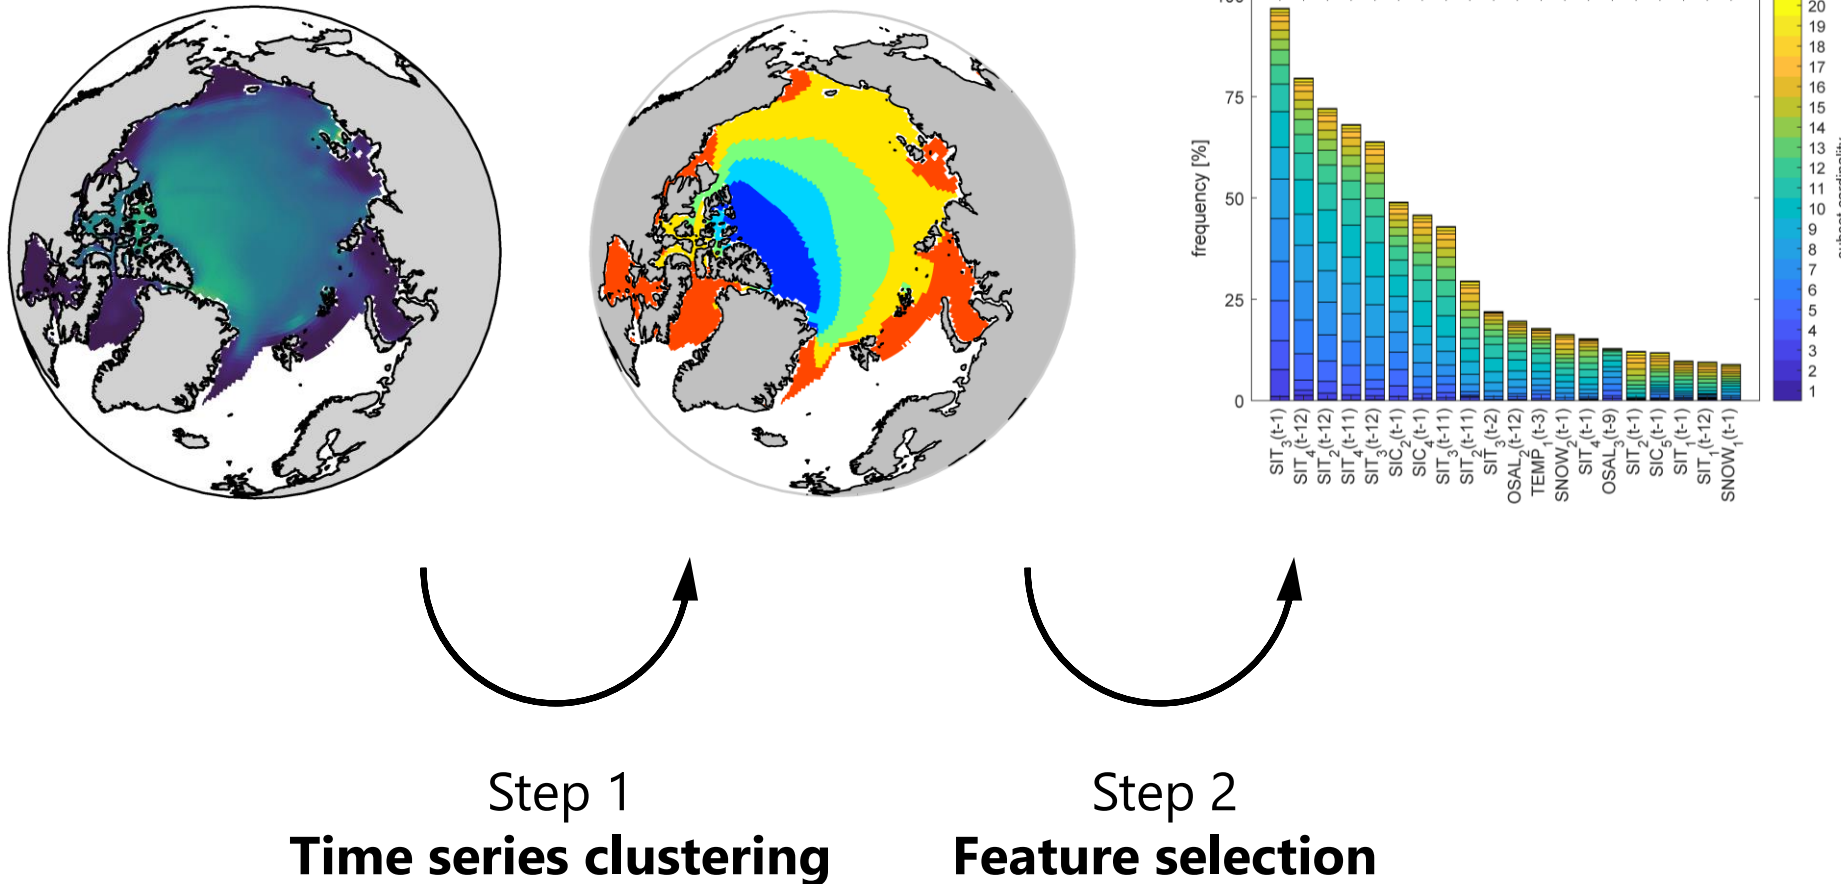 75
50
25
0
frequency [%]
SIT3(t-1)
SIT4(t-12)
SIT2(t-12)
SIT4(t-11)
SIT3(t-12)
SIC2(t-1)
SIC4(t-1)
SIT3(t-11)
SIT2(t-11)
SIT3(t-2)
OSAL2(t-12)
TEMP1(t-3)
SNOW2(t-1)
SIT4(t-1)
OSAL3(t-9)
SIT2(t-1)
SIC5(t-1)
SIT1(t-1)
SIT1(t-12)
SNOW1(t-1)
20
19
18
17
16
15
14
13
12
11
10
9
8
7
6
5
4
3
2
1
Step 1
Time series clustering
Step 2
Feature selection